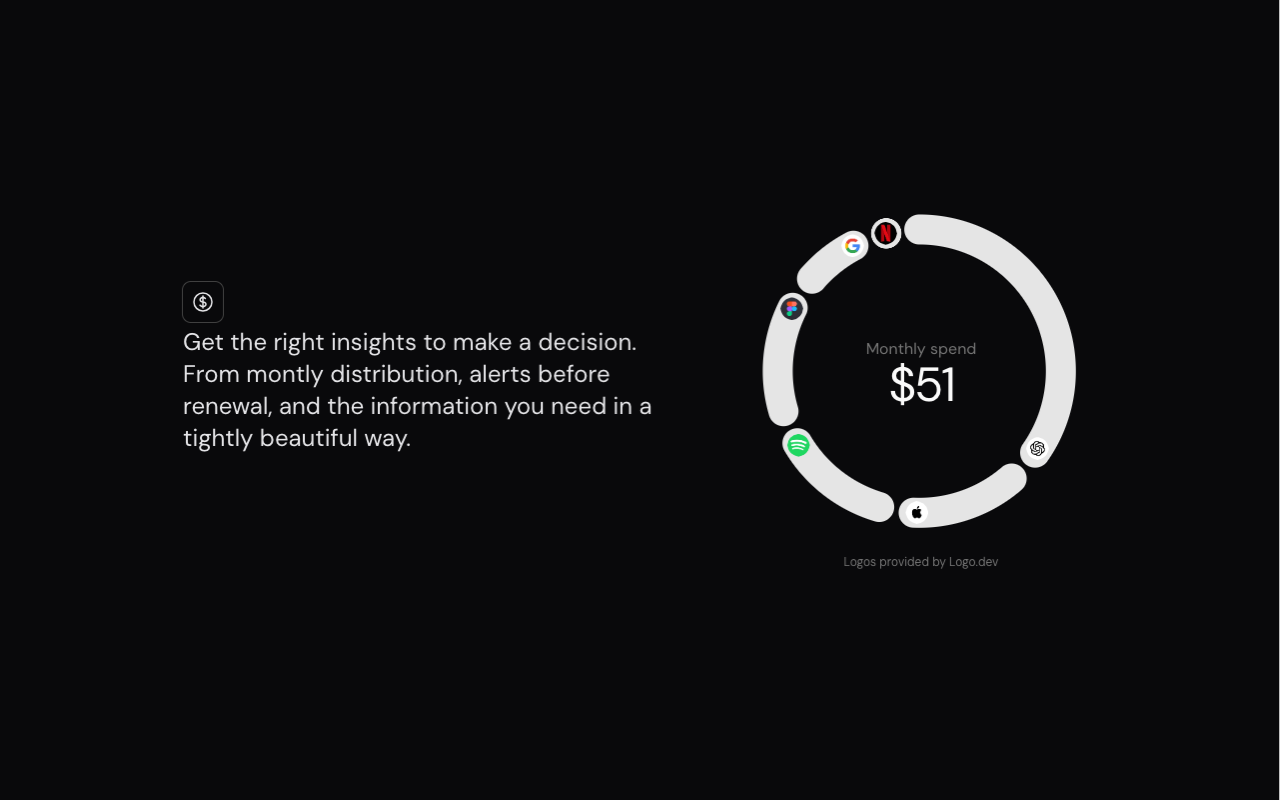 Get the right insights to make a decision.
From montly distribution, alerts before
renewal, and the information you need in a
tightly beautiful way.
Monthly spend
$51
Logos provided by Logo.dev